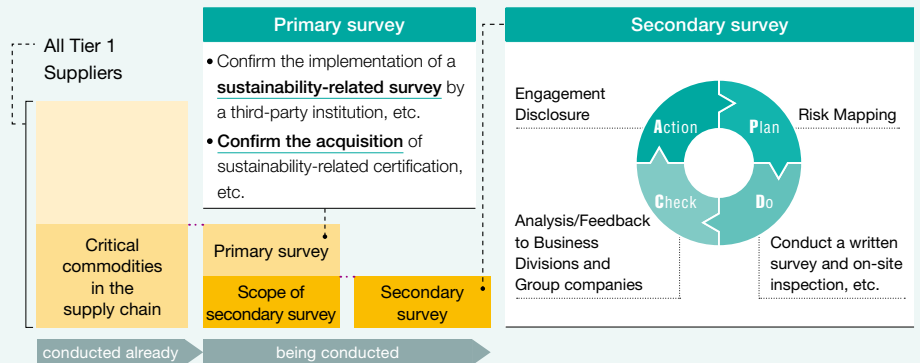 All Tier 1
Suppliers
Critical
commodities
in the
supply chain
conducted already
Primary survey
• Confirm the implementation of a
sustainability-related survey by
a third-party institution, etc.
• Confirm the acquisition of
sustainability-related certification,
etc.
Primary survey
Scope of
secondary survey
Secondary
survey
being conducted
Secondary survey
Engagement
Disclosure
Action
Plan
Risk Mapping
Check
Do
Analysis/Feedback
to Business
Divisions and
Group companies
Conduct a written
survey and on-site
inspection, etc.